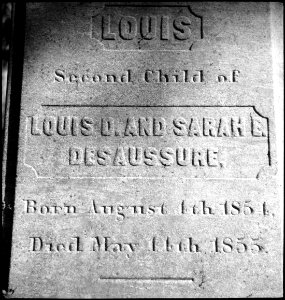 LOUIS
Second Child of
LOUIS D. AND SARAH E.
DESAUSSURE.
Born August 4th 1854.
Died May 14th 1855.